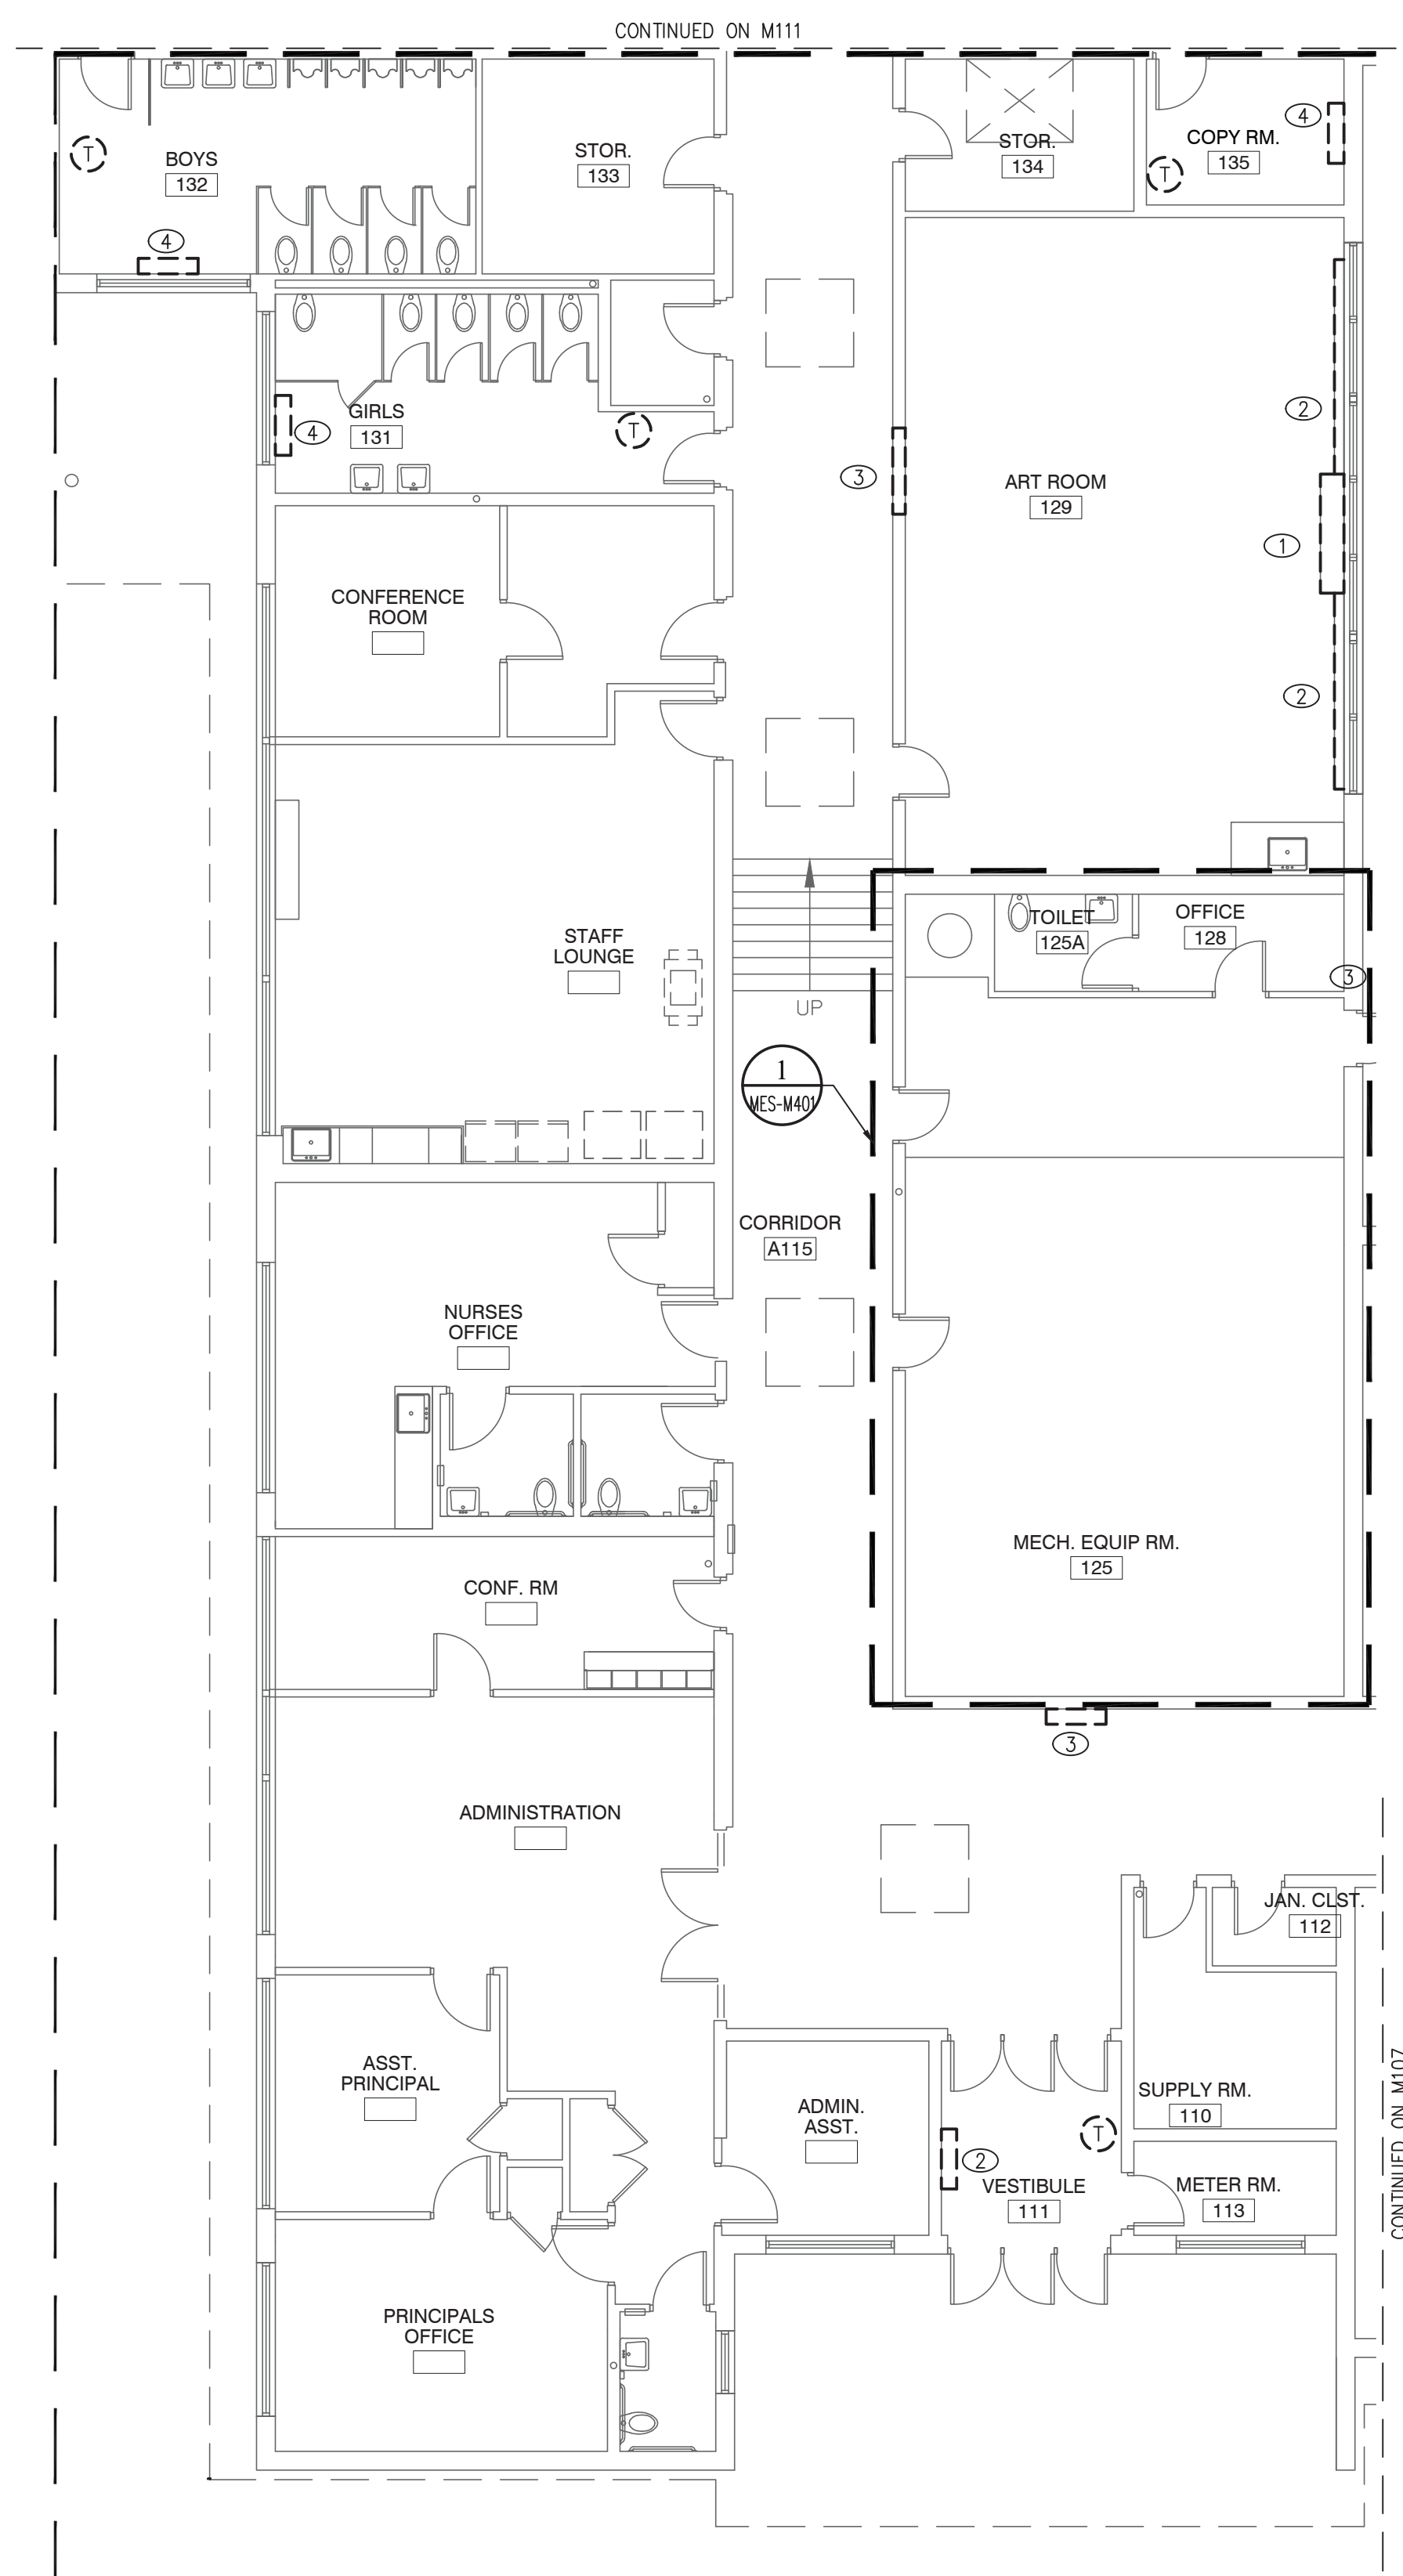 CONTINUED ON M111
T
BOYS
132
4
STOR.
133
STOR.
134
COPY RM.
135
4
T
GIRLS
131
4
T
3
ART ROOM
129
2
1
2
CONFERENCE
ROOM
STAFF
LOUNGE
UP
TOILET
125A
OFFICE
128
3
1
MES-M401
CORRIDOR
A115
NURSES
OFFICE
MECH. EQUIP RM.
125
3
CONF. RM
ADMINISTRATION
JAN. CLST.
112
ASST.
PRINCIPAL
ADMIN.
ASST.
SUPPLY RM.
110
T
2
VESTIBULE
111
METER RM.
113
CONTINUED ON M107
PRINCIPALS
OFFICE